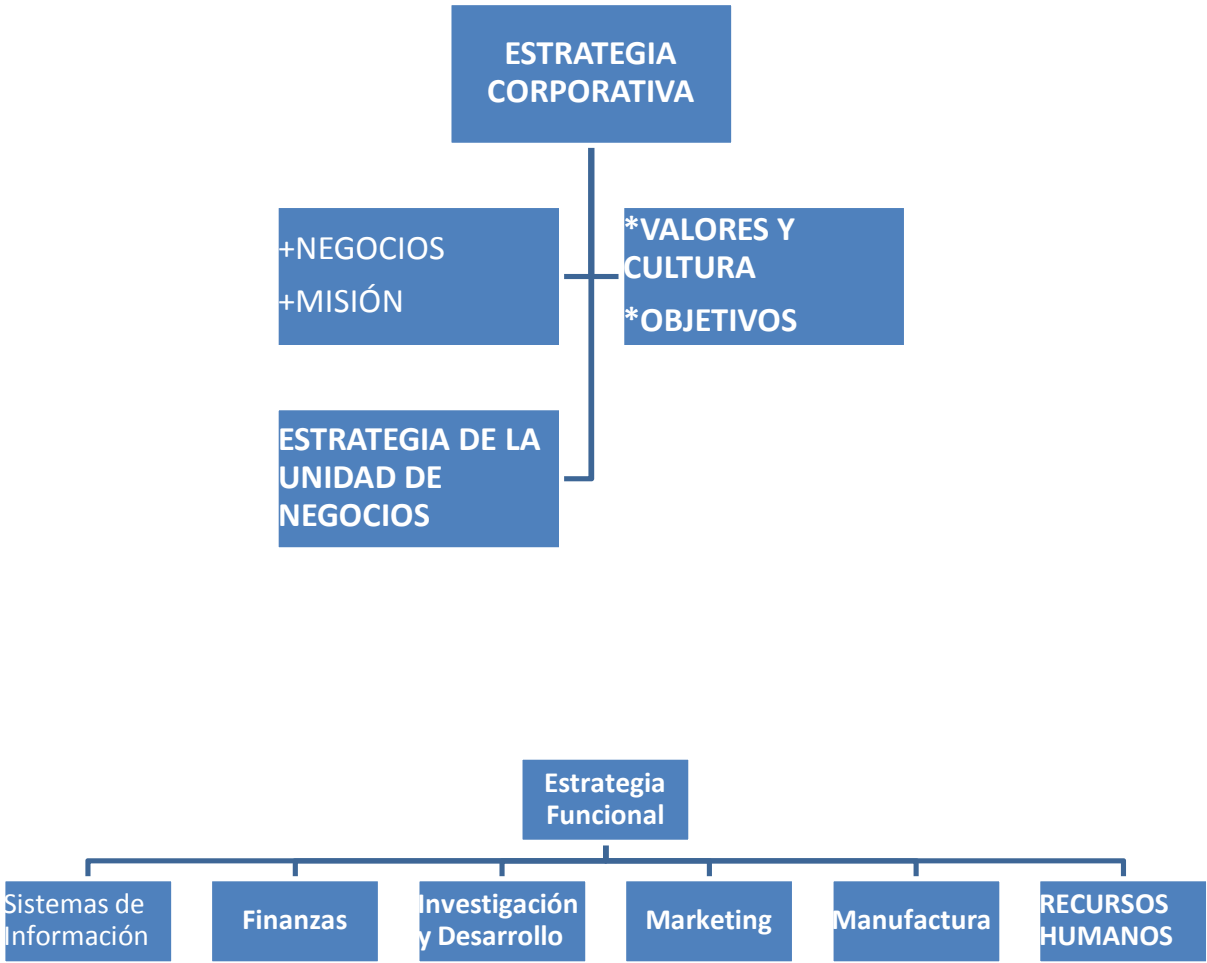 ESTRATEGIA
CORPORATIVA
+NEGOCIOS
+MISIÓN
*VALORES Y
CULTURA
*OBJETIVOS
ESTRATEGIA DE LA
UNIDAD DE
NEGOCIOS
Estrategia
Funcional
Sistemas de
Información
Finanzas
Investigación
y Desarrollo
Marketing
Manufactura
RECURSOS
HUMANOS